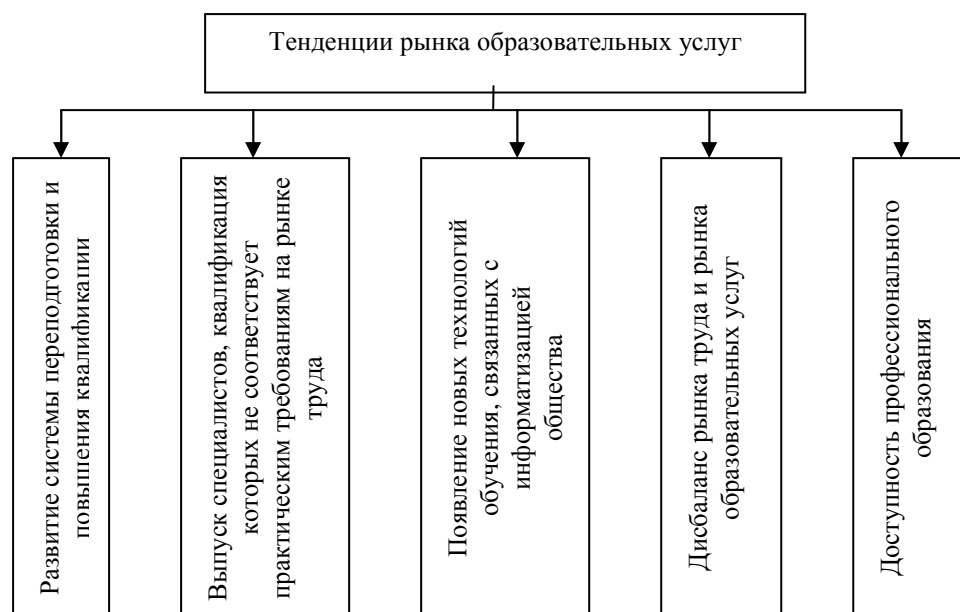 Тенденции рынка образовательных услуг
Развитие системы переподготовки и
повышения квалификапии
Выпуск специалистов, квалификация
которых не соответствует
практическим требованиям на рынке
труда
Появление новых технологий
обучения, связанных с
информатизацией
общества
Дисбаланс рынка труда и рынка
образовательных услуг
Доступность профессионального
образования